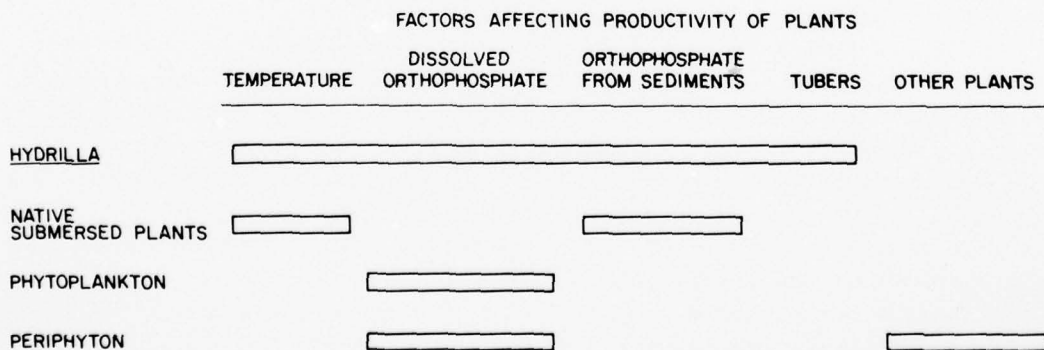 FACTORS AFFECTING PRODUCTIVITY OF PLANTS
TEMPERATURE
DISSOLVED
ORTHOPHOSPHATE
ORTHOPHOSPHATE
FROM SEDIMENTS
TUBERS
OTHER PLANTS
HYDRILLA
NATIVE
SUBMERSED PLANTS
PHYTOPLANKTON
PERIPHYTON